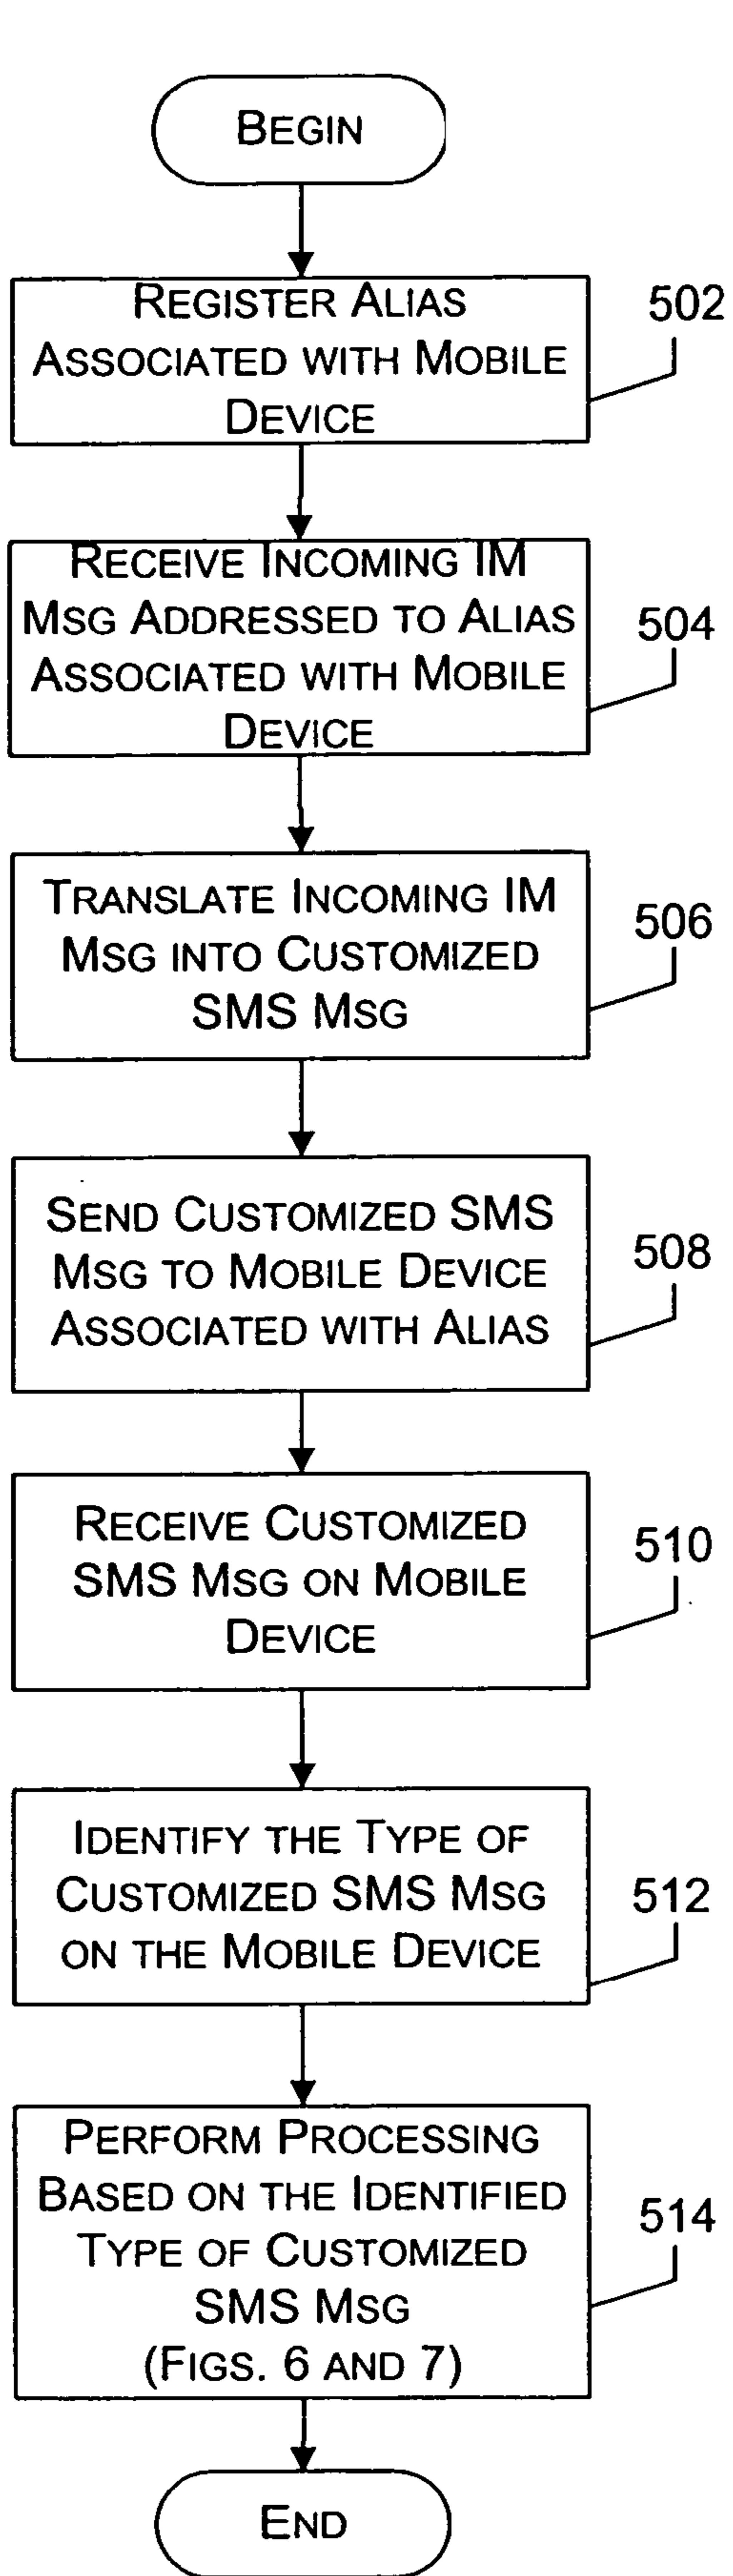 BEGIN
REGISTER ALIAS
ASSOCIATED WITH MOBILE
DEVICE
502
RECEIVE INCOMING IM
MSG ADDRESSED TO ALIAS
ASSOCIATED WITH MOBILE
DEVICE
504
TRANSLATE INCOMING IM
MSG INTO CUSTOMIZED
SMS MSG
506
SEND CUSTOMIZED SMS
MSG TO MOBILE DEVICE
ASSOCIATED WITH ALIAS
508
RECEIVE CUSTOMIZED
SMS MSG ON MOBILE
DEVICE
510
IDENTIFY THE TYPE OF
CUSTOMIZED SMS MSG
ON THE MOBILE DEVICE
512
PERFORM PROCESSING
BASED ON THE IDENTIFIED
TYPE OF CUSTOMIZED
SMS MSG
(FIGS. 6 AND 7)
514
END